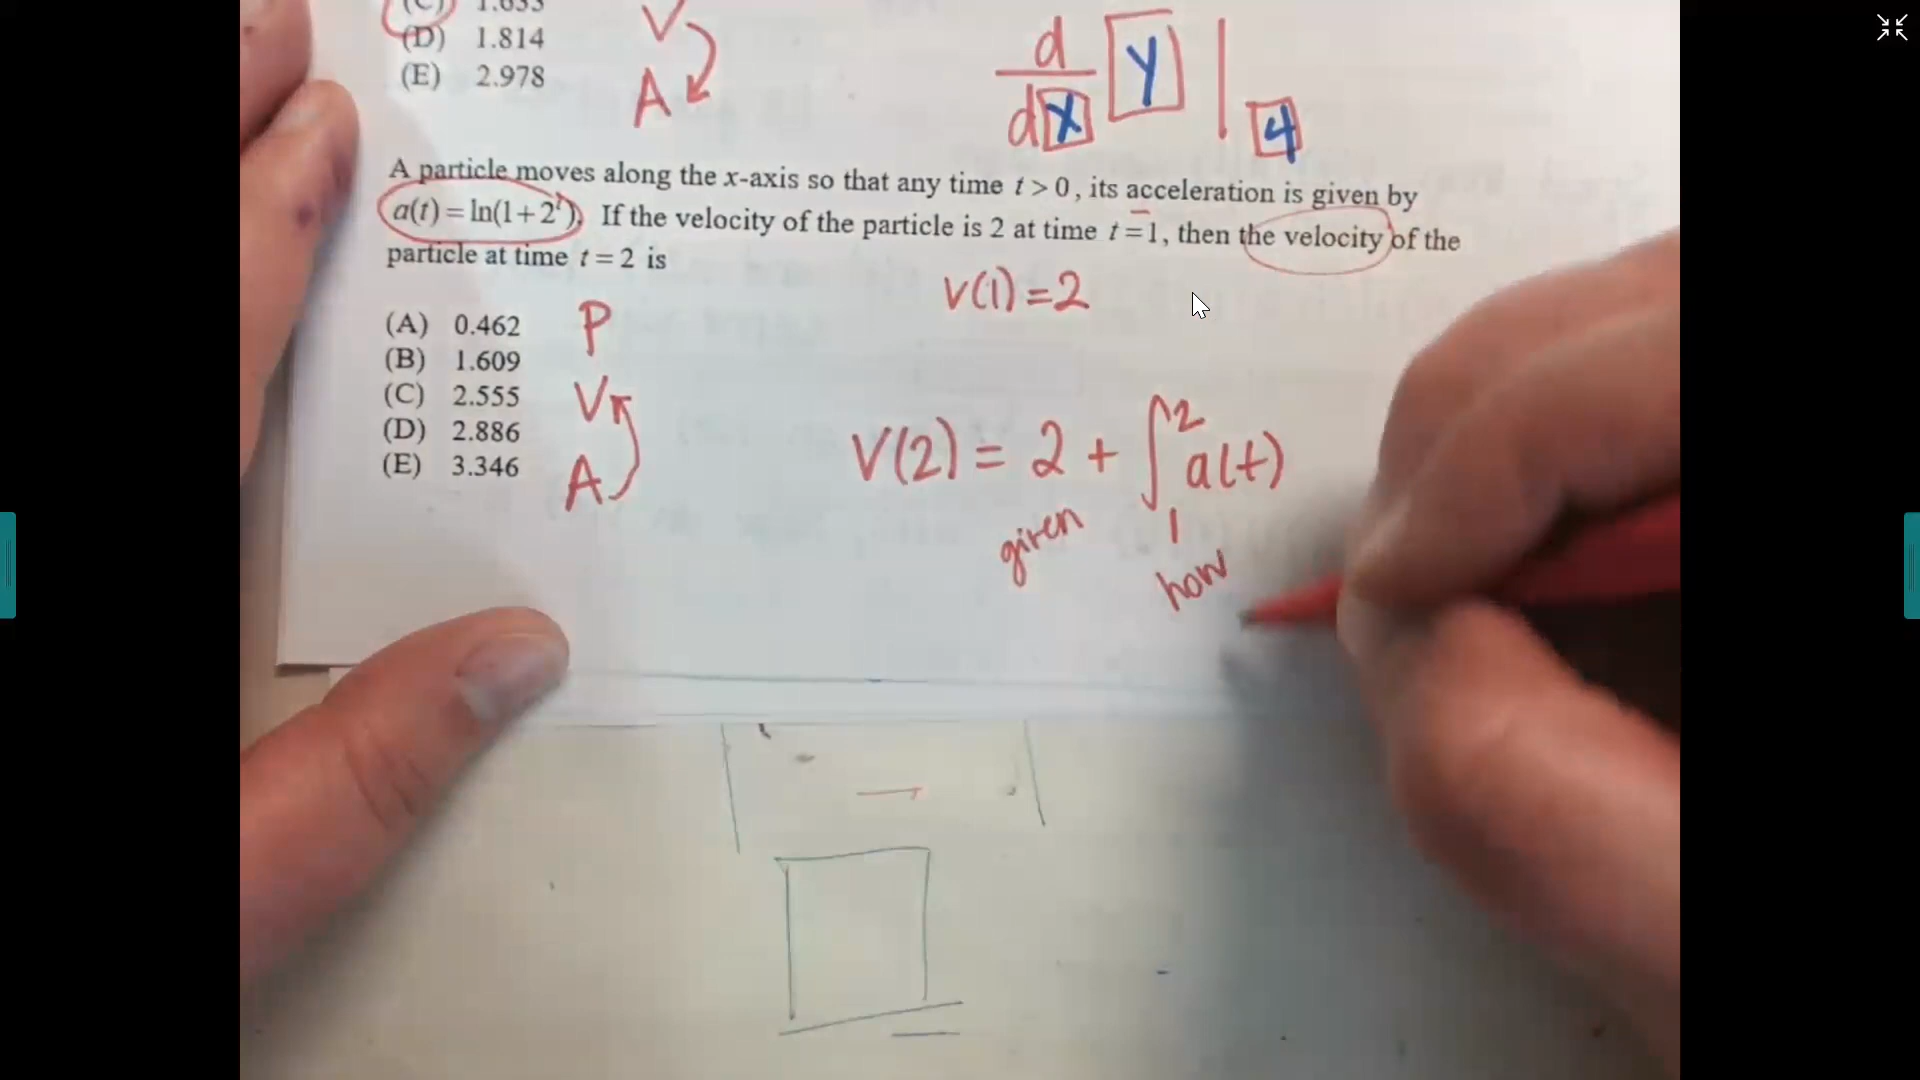 (C) 1.633
(D) 1.814
(E) 2.978
V
A
d
dx y | 4
A particle moves along the x-axis so that any time t > 0, its acceleration is given by
a(t) = ln(1+2^t). If the velocity of the particle is 2 at time t = 1, then the velocity of the
particle at time t = 2 is
v(1) = 2
(A) 0.462
(B) 1.609
(C) 2.555
(D) 2.886
(E) 3.346
P
V
A
V(2) = 2 + ∫₁² a(t)
given
how